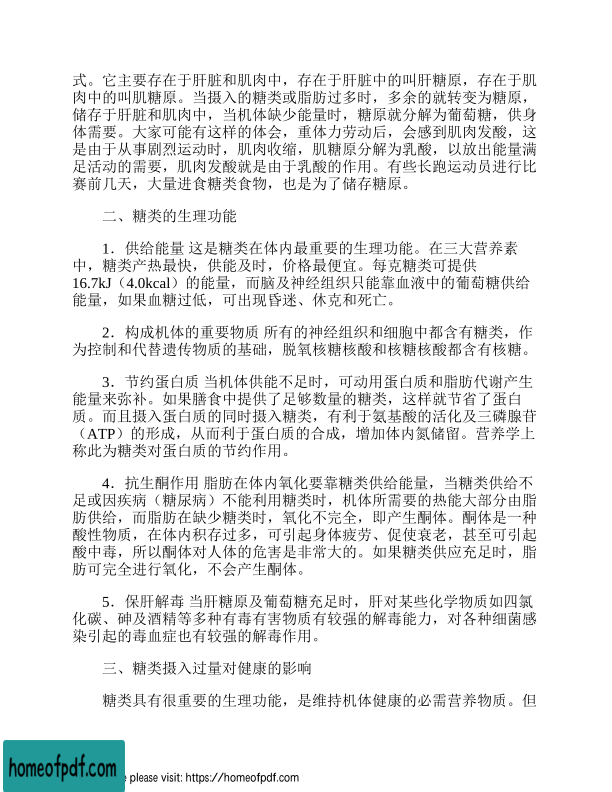 式。它主要存在于肝脏和肌肉中，存在于肝脏中的叫肝糖原，存在于肌
肉中的叫肌糖原。当摄入的糖类或脂肪过多时，多余的就转变为糖原，
储存于肝脏和肌肉中，当机体缺少能量时，糖原就分解为葡萄糖，供身
体需要。大家可能有这样的体会，重体力劳动后，会感到肌肉发酸，这
是由于从事剧烈运动时，肌肉收缩，肌糖原分解为乳酸，以放出能量满
足活动的需要，肌肉发酸就是由于乳酸的作用。有些长跑运动员进行比
赛前几天，大量进食糖类食物，也是为了储存糖原。
二、糖类的生理功能
1．供给能量 这是糖类在体内最重要的生理功能。在三大营养素
中，糖类产热最快，供能及时，价格最便宜。每克糖类可提供
16.7kJ（4.0kcal）的能量，而脑及神经组织只能靠血液中的葡萄糖供给
能量，如果血糖过低，可出现昏迷、休克和死亡。
2．构成机体的重要物质 所有的神经组织和细胞中都含有糖类，作
为控制和代替遗传物质的基础，脱氧核糖核酸和核糖核酸都含有核糖。
3．节约蛋白质 当机体供能不足时，可动用蛋白质和脂肪代谢产生
能量来弥补。如果膳食中提供了足够数量的糖类，这样就节省了蛋白
质。而且摄入蛋白质的同时摄入糖类，有利于氨基酸的活化及三磷腺苷
（ATP）的形成，从而利于蛋白质的合成，增加体内氮储留。营养学上
称此为糖类对蛋白质的节约作用。
4．抗生酮作用 脂肪在体内氧化要靠糖类供给能量，当糖类供给不
足或因疾病（糖尿病）不能利用糖类时，机体所需要的热能大部分由脂
肪供给，而脂肪在缺少糖类时，氧化不完全，即产生酮体。酮体是一种
酸性物质，在体内积存过多，可引起身体疲劳、促使衰老，甚至可引起
酸中毒，所以酮体对人体的危害是非常大的。如果糖类供应充足时，脂
肪可完全进行氧化，不会产生酮体。
5．保肝解毒 当肝糖原及葡萄糖充足时，肝对某些化学物质如四氯
化碳、砷及酒精等多种有毒有害物质有较强的解毒能力，对各种细菌感
染引起的毒血症也有较强的解毒作用。
三、糖类摄入过量对健康的影响
糖类具有很重要的生理功能，是维持机体健康的必需营养物质。但
homeofpdf.com
please visit: https://homeofpdf.com